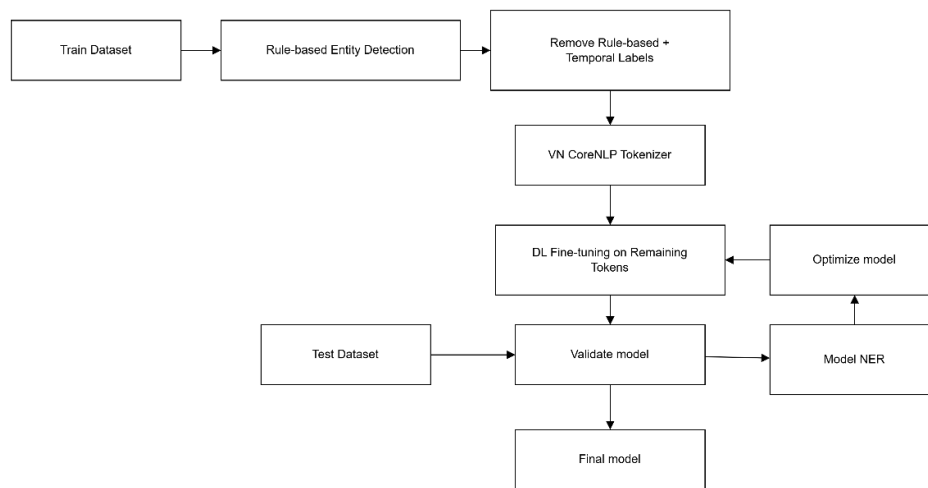 Train Dataset
Rule-based Entity Detection
Remove Rule-based +
Temporal Labels
VN CoreNLP Tokenizer
DL Fine-tuning on Remaining
Tokens
Optimize model
Test Dataset
Validate model
Model NER
Final model